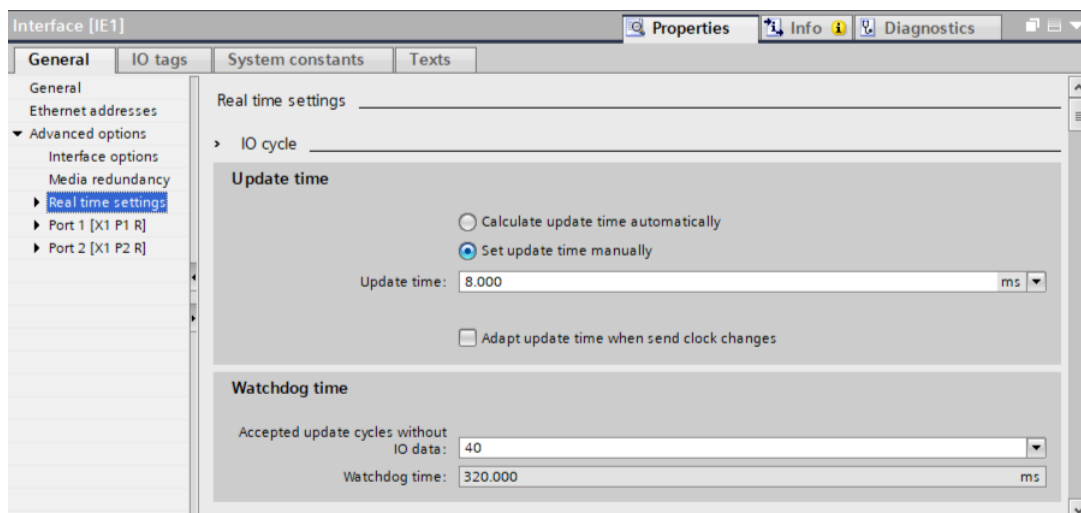 Interface [IE1]
Properties
Info
Diagnostics
General
IO tags
System constants
Texts
General
Ethernet addresses
Advanced options
Interface options
Media redundancy
Real time settings
Port 1 [X1 P1 R]
Port 2 [X1 P2 R]
Real time settings
IO cycle
Update time
Calculate update time automatically
Set update time manually
Update time: 8.000 ms
Adapt update time when send clock changes
Watchdog time
Accepted update cycles without
IO data: 40
Watchdog time: 320.000 ms